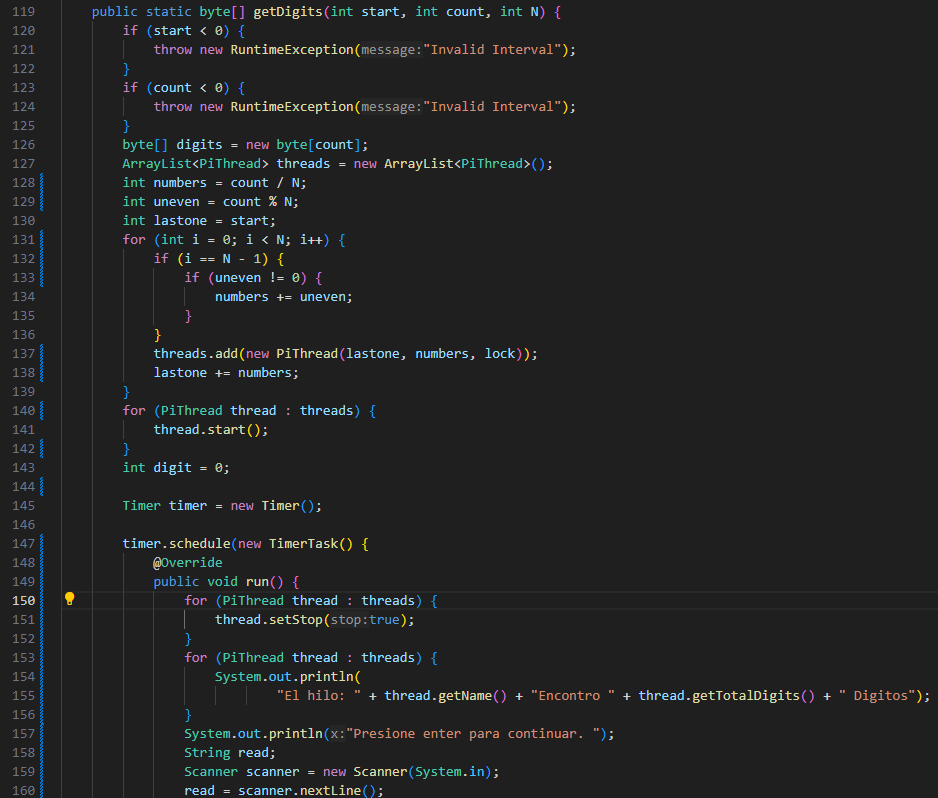 119 public static byte[] getDigits(int start, int count, int N) {
120 if (start < 0) {
121 throw new RuntimeException(message:"Invalid Interval");
122 }
123 if (count < 0) {
124 throw new RuntimeException(message:"Invalid Interval");
125 }
126 byte[] digits = new byte[count];
127 ArrayList<PiThread> threads = new ArrayList<PiThread>();
128 int numbers = count / N;
129 int uneven = count % N;
130 int lastone = start;
131 for (int i = 0; i < N; i++) {
132 if (i == N - 1) {
133 if (uneven != 0) {
134 numbers += uneven;
135 }
136 }
137 threads.add(new PiThread(lastone, numbers, lock));
138 lastone += numbers;
139 }
140 for (PiThread thread : threads) {
141 thread.start();
142 }
143 int digit = 0;
144
145 Timer timer = new Timer();
146
147 timer.schedule(new TimerTask() {
148 @Override
149 public void run() {
150 for (PiThread thread : threads) {
151 thread.setStop(stop:true);
152 }
153 for (PiThread thread : threads) {
154 System.out.println(
155 "El hilo: " + thread.getName() + "Encontro " + thread.getTotalDigits() + " Digitos");
156 }
157 System.out.println(x:"Presione enter para continuar. ");
158 String read;
159 Scanner scanner = new Scanner(System.in);
160 read = scanner.nextLine();